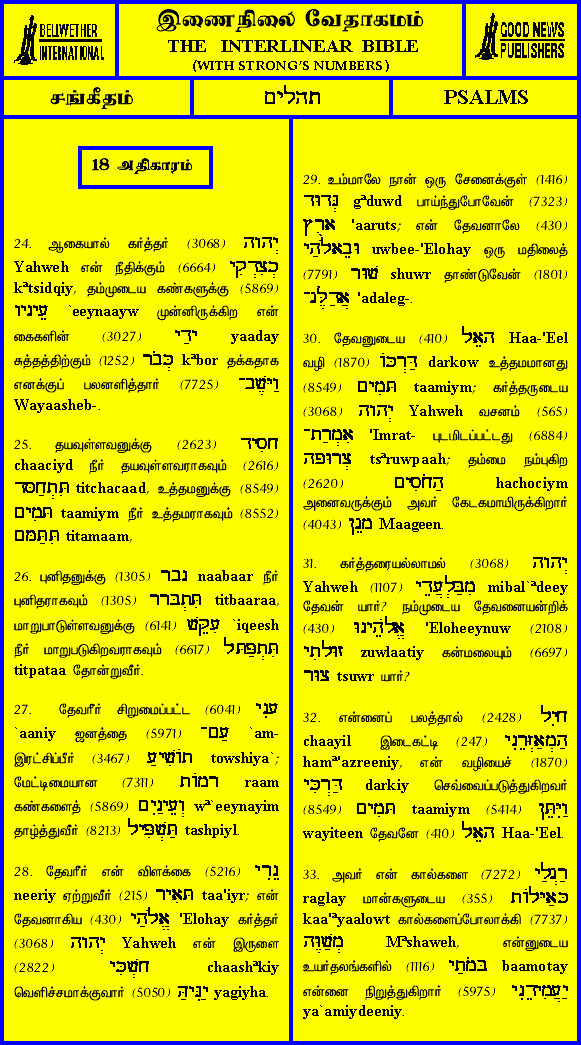 BELLWETHER
INTERNATIONAL
இணைநிலை வேதாகமம்
THE INTERLINEAR BIBLE
(WITH STRONG'S NUMBERS)
GOOD NEWS
PUBLISHERS
சங்கீதம்
תהלים
PSALMS
18 அதிகாரம்
24. ஆகையால் கர்த்தர் (3068) יְהוָה
Yahweh என் நீதிக்கும் (6664) כְצִדְקִי
kᵃtsidqiy, தம்முடைய கண்களுக்கு (5869)
עֵינָיו `eeynaayw முன்னிருக்கிற என்
கைகளின் (3027) יָדַי yaaday
சுத்தத்திற்கும் (1252) כְּבֹר kᵃbor தக்கதாக
எனக்குப் பலனளித்தார் (7725) וַיָּשֶׁב־
Wayaasheb-.
25. தயவுள்ளவனுக்கு (2623) חָסִיד
chaaciyd நீர் தயவுள்ளவராகவும் (2616)
תִּתְחַסָּד titchacaad, உத்தமனுக்கு (8549)
תָּמִים taamiym நீர் உத்தமராகவும் (8552)
תִּתַּמָּם titamaam,
26. புனிதனுக்கு (1305) נָבָר naabaar நீர்
புனிதராகவும் (1305) תִּתְבָּרָר titbaaraa,
மாறுபாடுள்ளவனுக்கு (6141) עִקֵּשׁ `iqeesh
நீர் மாறுபடுகிறவராகவும் (6617) תִּתְפַּתָּל
titpataa தோன்றுவீர்.
27. தேவரீர் சிறுமைப்பட்ட (6041) עָנִי
`aaniy ஜனத்தை (5971) עַם־ `am-
இரட்சிப்பீர் (3467) תוֹשִׁיעַ towshiya`;
மேட்டிமையான (7311) רָמוֹת raam
கண்களைத் (5869) וְעֵינַיִם wᵃ`eeynayim
தாழ்த்துவீர் (8213) תַּשְׁפִּיל tashpiyl.
28. தேவரீர் என் விளக்கை (5216) נֵרִי
neeriy ஏற்றுவீர் (215) תָּאִיר taa'iyr; என்
தேவனாகிய (430) אֱלֹהַי 'Elohay கர்த்தர்
(3068) יְהוָה Yahweh என் இருளை
(2822) חָשְׁכִּי chaashᵃkiy
வெளிச்சமாக்குவார் (5050) יַגִּיהַּ yagiyha.
29. உம்மாலே நான் ஒரு சேனைக்குள் (1416)
גְּדוּד gᵃduwd பாய்ந்துபோவேன் (7323)
אָרֻץ 'aaruts; என் தேவனாலே (430)
וּבֵאלֹהַי uwbee-'Elohay ஒரு மதிலைத்
(7791) שׁוּר shuwr தாண்டுவேன் (1801)
אֲדַלֶּג־ 'adaleg-.
30. தேவனுடைய (410) הָאֵל Haa-'Eel
வழி (1870) דַּרְכּוֹ darkow உத்தமமானது
(8549) תָּמִים taamiym; கர்த்தருடைய
(3068) יְהוָה Yahweh வசனம் (565)
אִמְרַת־ 'Imrat- புடமிடப்பட்டது (6884)
צְרוּפָה tsᵃruwpaah; தம்மை நம்புகிற
(2620) הַחֹסִים hachociym
அனைவருக்கும் அவர் கேடகமாயிருக்கிறார்
(4043) מָגֵן Maageen.
31. கர்த்தரையல்லாமல் (3068) יְהוָה
Yahweh (1107) מִבַּלְעֲדֵי mibal`ᵃdeey
தேவன் யார்? நம்முடைய தேவனையன்றிக்
(430) אֱלֹהֵינוּ 'Eloheeynuw (2108)
זוּלָתִי zuwlaatiy கன்மலையும் (6697)
צוּר tsuwr யார்?
32. என்னைப் பலத்தால் (2428) חָיִל
chaayil இடைகட்டி (247) הַמְאַזְּרֵנִי
hamᵃ'azreeniy, என் வழியைச் (1870)
דַּרְכִּי darkiy செவ்வைப்படுத்துகிறவர்
(8549) תָּמִים taamiym (5414) וַיִּתֵּן
wayiteen தேவனே (410) הָאֵל Haa-'Eel.
33. அவர் என் கால்களை (7272) רַגְלַי
raglay மான்களுடைய (355) כָּאַיָּלוֹת
kaa'ᵃyaalowt கால்களைப்போலாக்கி (7737)
מְשַׁוֶּה Mᵃshaweh, என்னுடைய
உயர்தலங்களில் (1116) בָּמֹתַי baamotay
என்னை நிறுத்துகிறார் (5975) יַעֲמִידֵנִי
ya`amiydeeniy.